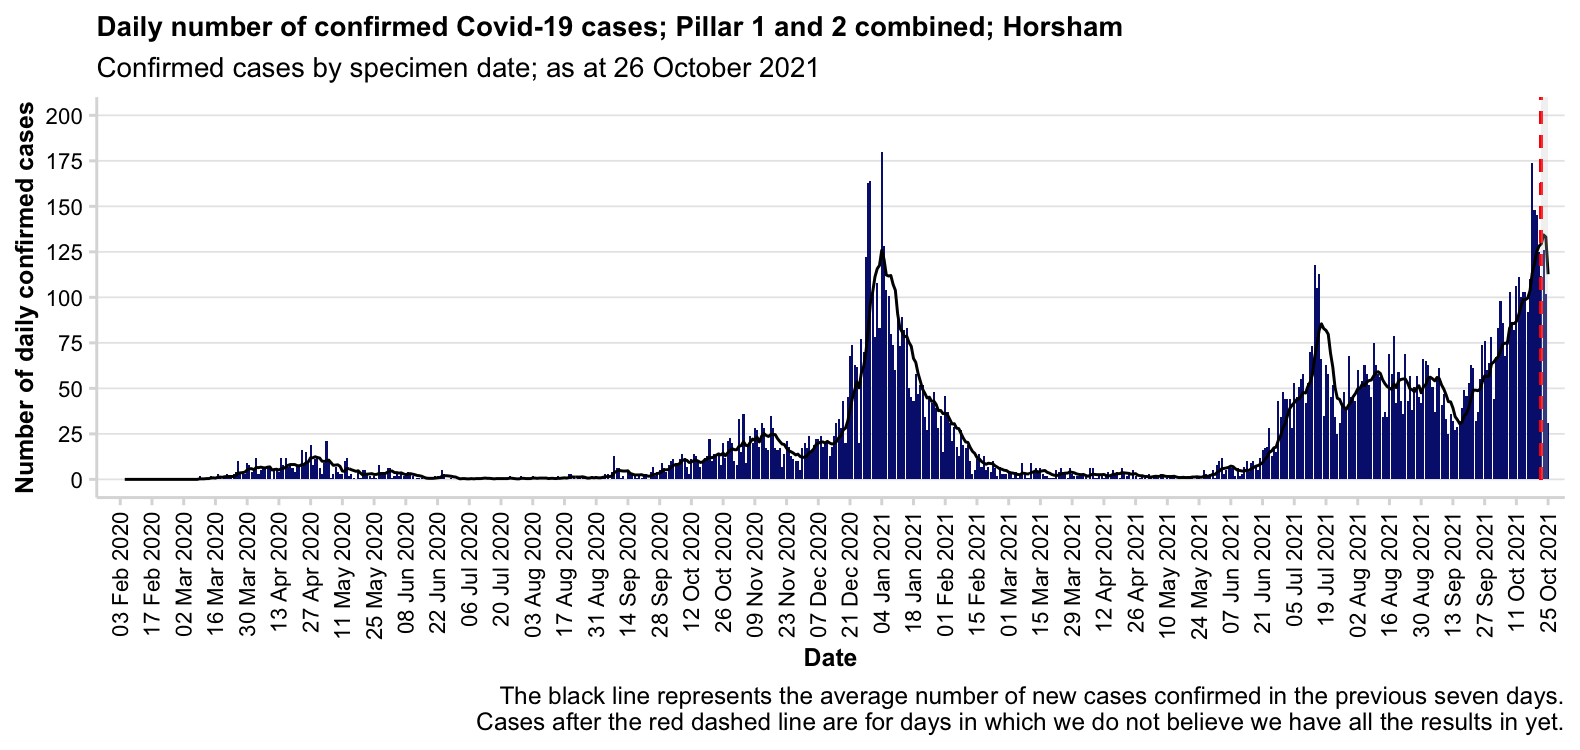 Daily number of confirmed Covid-19 cases; Pillar 1 and 2 combined; Horsham
Confirmed cases by specimen date; as at 26 October 2021
Number of daily confirmed cases
200
175
150
125
100
75
50
25
0
03 Feb 2020
17 Feb 2020
02 Mar 2020
16 Mar 2020
30 Mar 2020
13 Apr 2020
27 Apr 2020
11 May 2020
25 May 2020
08 Jun 2020
22 Jun 2020
06 Jul 2020
20 Jul 2020
03 Aug 2020
17 Aug 2020
31 Aug 2020
14 Sep 2020
28 Sep 2020
12 Oct 2020
26 Oct 2020
09 Nov 2020
23 Nov 2020
07 Dec 2020
21 Dec 2020
04 Jan 2021
18 Jan 2021
01 Feb 2021
15 Feb 2021
01 Mar 2021
15 Mar 2021
29 Mar 2021
12 Apr 2021
26 Apr 2021
10 May 2021
24 May 2021
07 Jun 2021
21 Jun 2021
05 Jul 2021
19 Jul 2021
02 Aug 2021
16 Aug 2021
30 Aug 2021
13 Sep 2021
27 Sep 2021
11 Oct 2021
25 Oct 2021
Date
The black line represents the average number of new cases confirmed in the previous seven days.
Cases after the red dashed line are for days in which we do not believe we have all the results in yet.